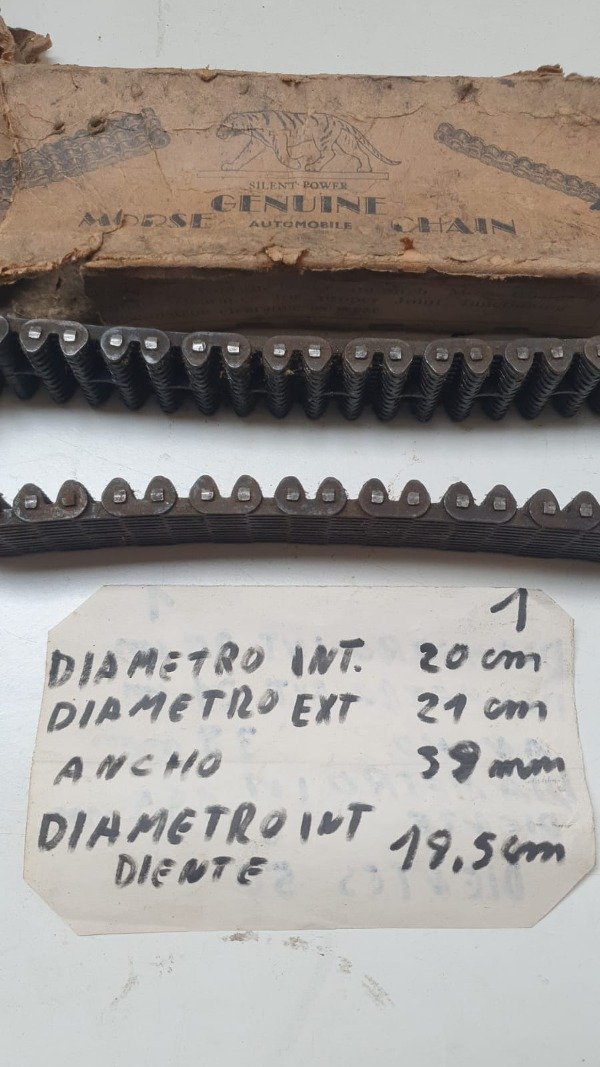 SILENT POWER
GENUINE
MORSE AUTOMOBILE CHAIN
1
DIAMETRO INT. 20 cm
DIAMETRO EXT 21 cm
ANCHO 39 mm
DIAMETRO INT 19,5 cm
DIENTE